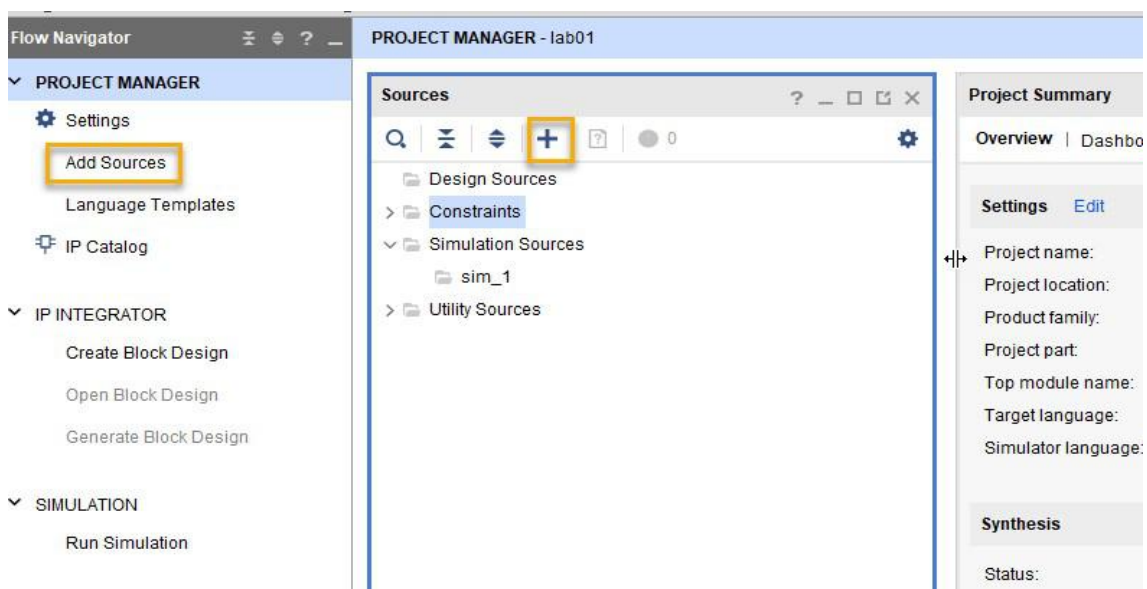 Flow Navigator ? _
PROJECT MANAGER
Settings
Add Sources
Language Templates
IP Catalog
IP INTEGRATOR
Create Block Design
Open Block Design
Generate Block Design
SIMULATION
Run Simulation
PROJECT MANAGER - lab01
Sources ? _
? 0
Design Sources
Constraints
Simulation Sources
sim_1
Utility Sources
Project Summary
Overview | Dashbo
Settings Edit
Project name:
Project location:
Product family:
Project part:
Top module name:
Target language:
Simulator language:
Synthesis
Status: